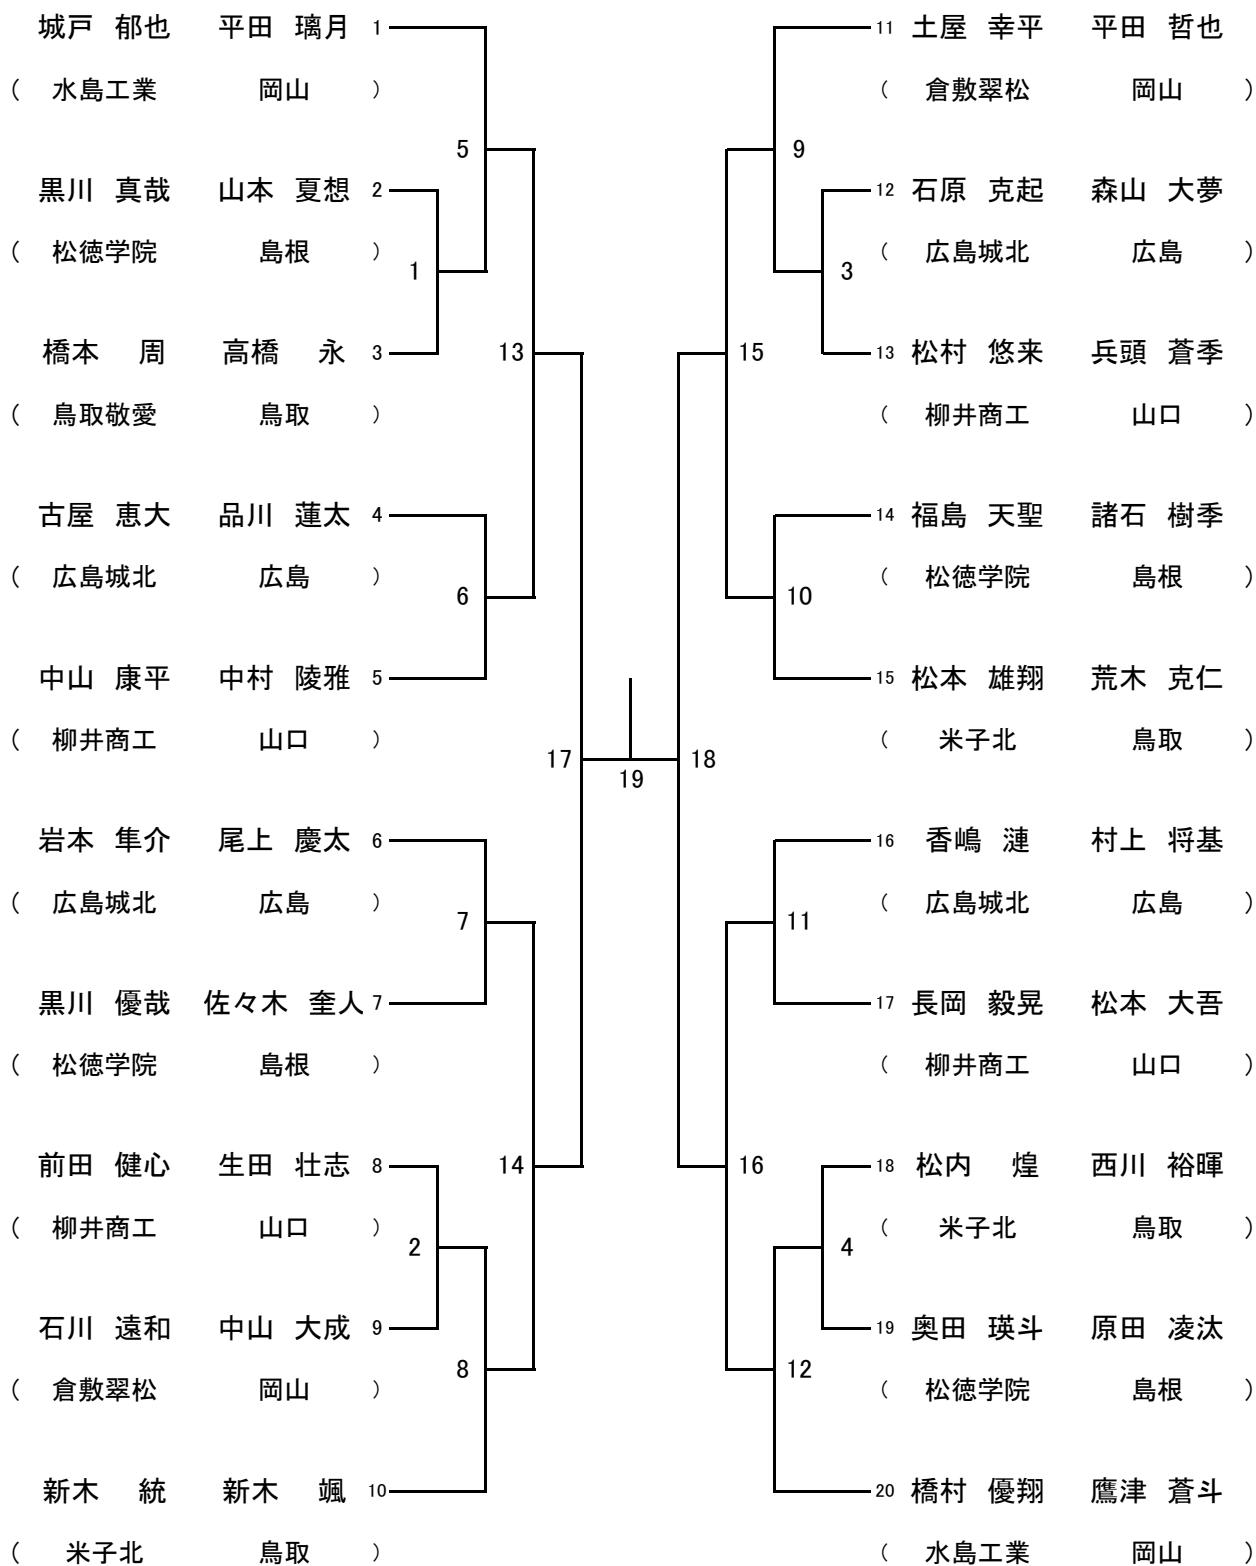 城戸 郁也 平田 璃月 1
( 水島工業 岡山 )
5
黒川 真哉 山本 夏想 2
( 松徳学院 島根 )
1
橋本 周 高橋 永 3
13
( 鳥取敬愛 鳥取 )
古屋 恵大 品川 蓮太 4
( 広島城北 広島 )
6
中山 康平 中村 陵雅 5
( 柳井商工 山口 )
17
岩本 隼介 尾上 慶太 6
( 広島城北 広島 )
7
黒川 優哉 佐々木 奎人 7
( 松徳学院 島根 )
前田 健心 生田 壮志 8
14
( 柳井商工 山口 )
2
石川 遠和 中山 大成 9
8
( 倉敷翠松 岡山 )
新木 統 新木 颯 10
( 米子北 鳥取 )
19
11 土屋 幸平 平田 哲也
( 倉敷翠松 岡山 )
9
12 石原 克起 森山 大夢
( 広島城北 広島 )
3
15
13 松村 悠来 兵頭 蒼季
( 柳井商工 山口 )
14 福島 天聖 諸石 樹季
( 松徳学院 島根 )
10
15 松本 雄翔 荒木 克仁
( 米子北 鳥取 )
18
16 香嶋 漣 村上 将基
( 広島城北 広島 )
11
17 長岡 毅晃 松本 大吾
( 柳井商工 山口 )
16
18 松内 煌 西川 裕暉
( 米子北 鳥取 )
4
19 奥田 瑛斗 原田 凌汰
12
( 松徳学院 島根 )
20 橋村 優翔 鷹津 蒼斗
( 水島工業 岡山 )